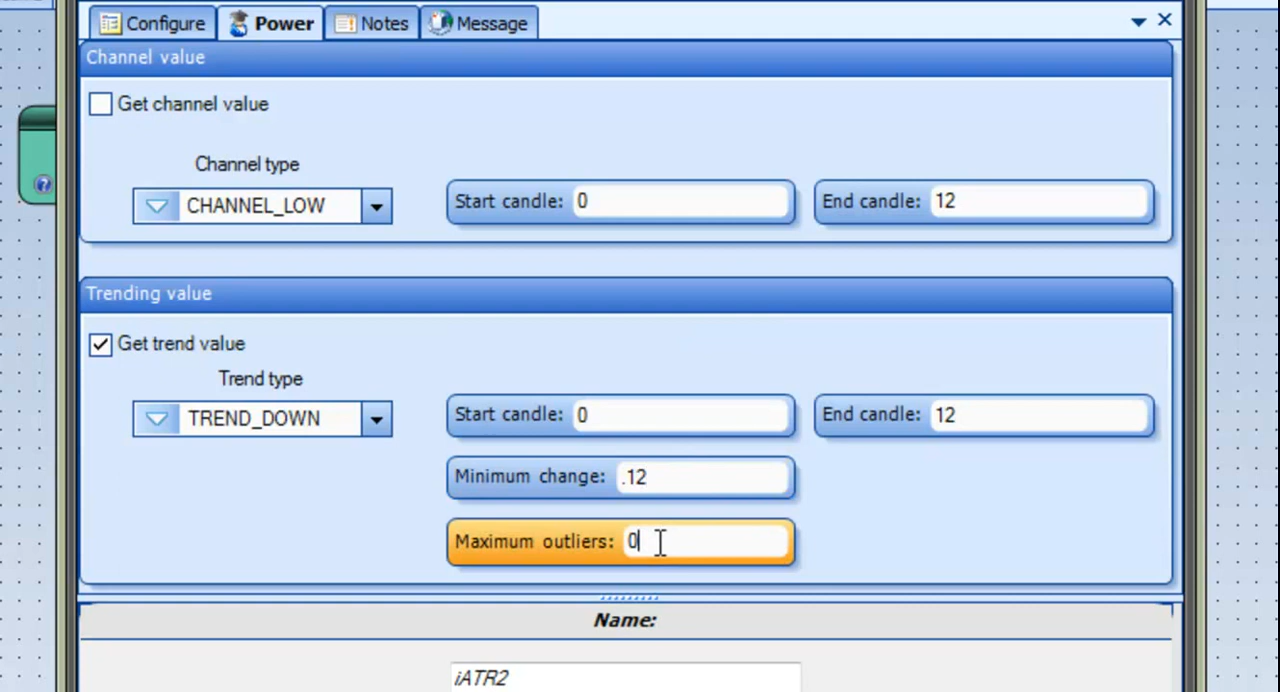 Configure Power Notes Message
Channel value
Get channel value
Channel type
CHANNEL_LOW Start candle: 0 End candle: 12
Trending value
Get trend value
Trend type
TREND_DOWN Start candle: 0 End candle: 12
Minimum change: .12
Maximum outliers: 0
Name:
iATR2